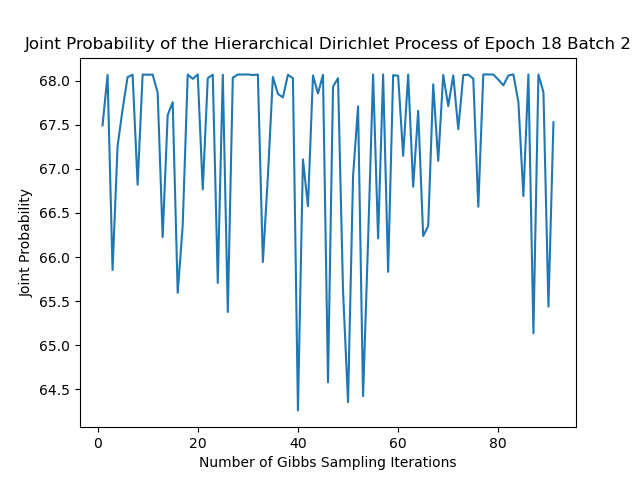 Joint Probability of the Hierarchical Dirichlet Process of Epoch 18 Batch 2
68.0
67.5
67.0
66.5
66.0
65.5
65.0
64.5
Joint Probability
0 20 40 60 80
Number of Gibbs Sampling Iterations